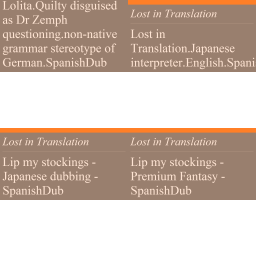 Lolita.Quilty disguised
as Dr Zemph
questioning.non-native
grammar stereotype of
German.SpanishDub
Lost in Translation
Lost in
Translation.Japanese
interpreter.English.Spani
Lost in Translation
Lip my stockings -
Japanese dubbing -
SpanishDub
Lost in Translation
Lip my stockings -
Premium Fantasy -
SpanishDub